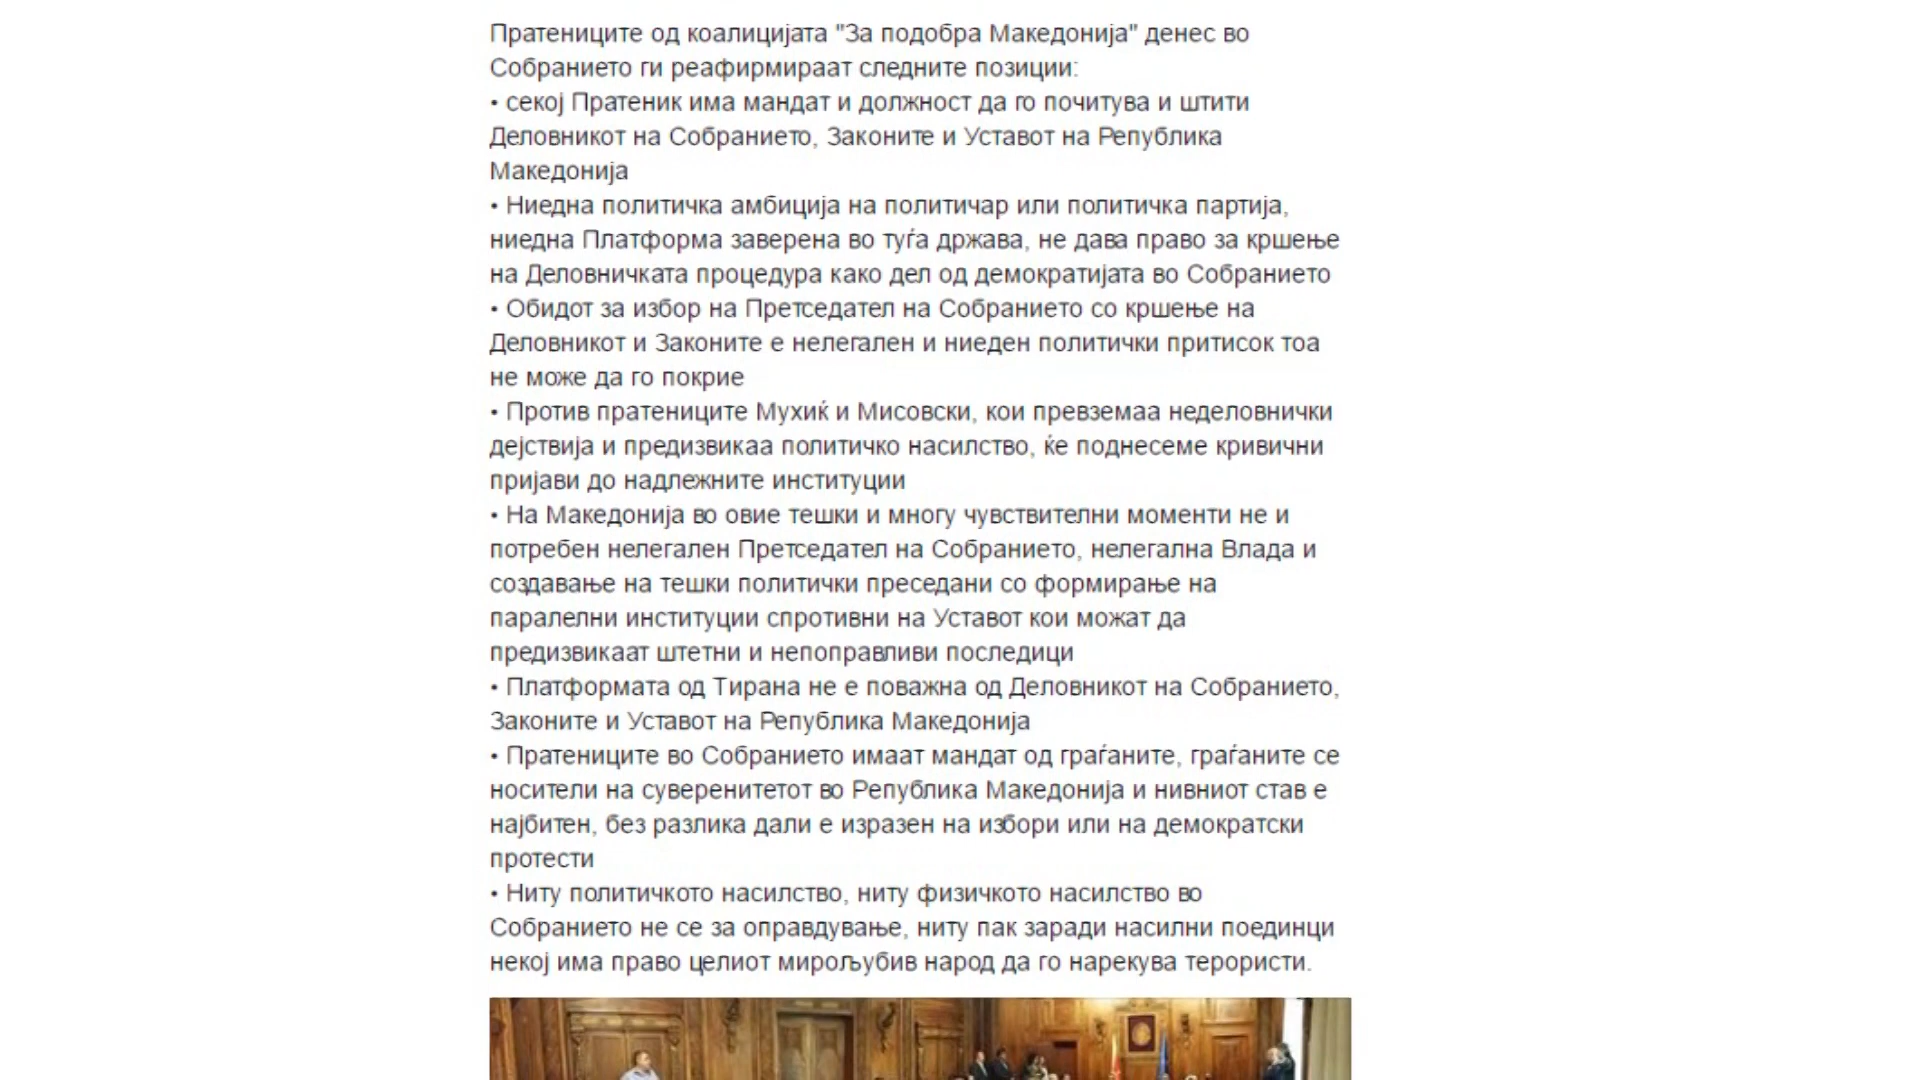 Пратениците од коалицијата "За подобра Македонија" денес во
Собранието ги реафирмираат следните позиции:
• секој Пратеник има мандат и должност да го почитува и штити
Деловникот на Собранието, Законите и Уставот на Република
Македонија
• Ниедна политичка амбиција на политичар или политичка партија,
ниедна Платформа заверена во туѓа држава, не дава право за кршење
на Деловничката процедура како дел од демократијата во Собранието
• Обидот за избор на Претседател на Собранието со кршење на
Деловникот и Законите е нелегален и ниеден политички притисок тоа
не може да го покрие
• Против пратениците Мухиќ и Мисовски, кои превземаа неделовнички
дејствија и предизвикаа политичко насилство, ќе поднесеме кривични
пријави до надлежните институции
• На Македонија во овие тешки и многу чувствителни моменти не и
потребен нелегален Претседател на Собранието, нелегална Влада и
создавање на тешки политички преседани со формирање на
паралелни институции спротивни на Уставот кои можат да
предизвикаат штетни и непоправливи последици
• Платформата од Тирана не е поважна од Деловникот на Собранието,
Законите и Уставот на Република Македонија
• Пратениците во Собранието имаат мандат од граѓаните, граѓаните се
носители на суверенитетот во Република Македонија и нивниот став е
најбитен, без разлика дали е изразен на избори или на демократски
протести
• Ниту политичкото насилство, ниту физичкото насилство во
Собранието не се за оправдување, ниту пак заради насилни поединци
некој има право целиот мирољубив народ да го нарекува терористи.